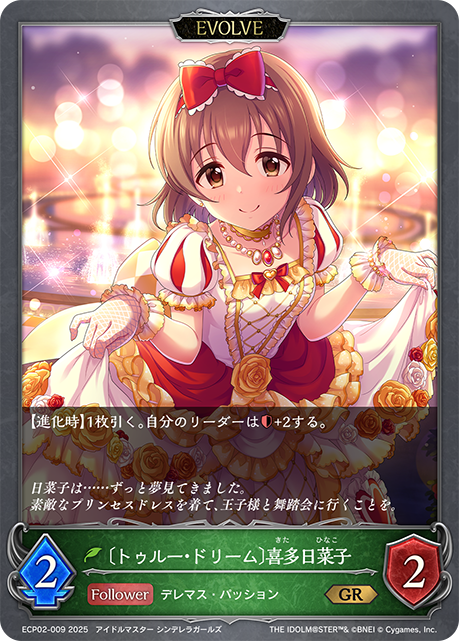 EVOLVE
【進化時】1枚引く。自分のリーダーは+2する。
日菜子は……ずっと夢見てきました。
素敵なプリンセスドレスを着て、王子様と舞踏会に行くことを。
きた ひなこ
〔トゥルー・ドリーム〕喜多日菜子
2
Follower デレマス・パッション GR
2
ECP02-009 2025 アイドルマスター シンデレラガールズ THE IDOLM@STER™& ©BNEI © Cygames, Inc.